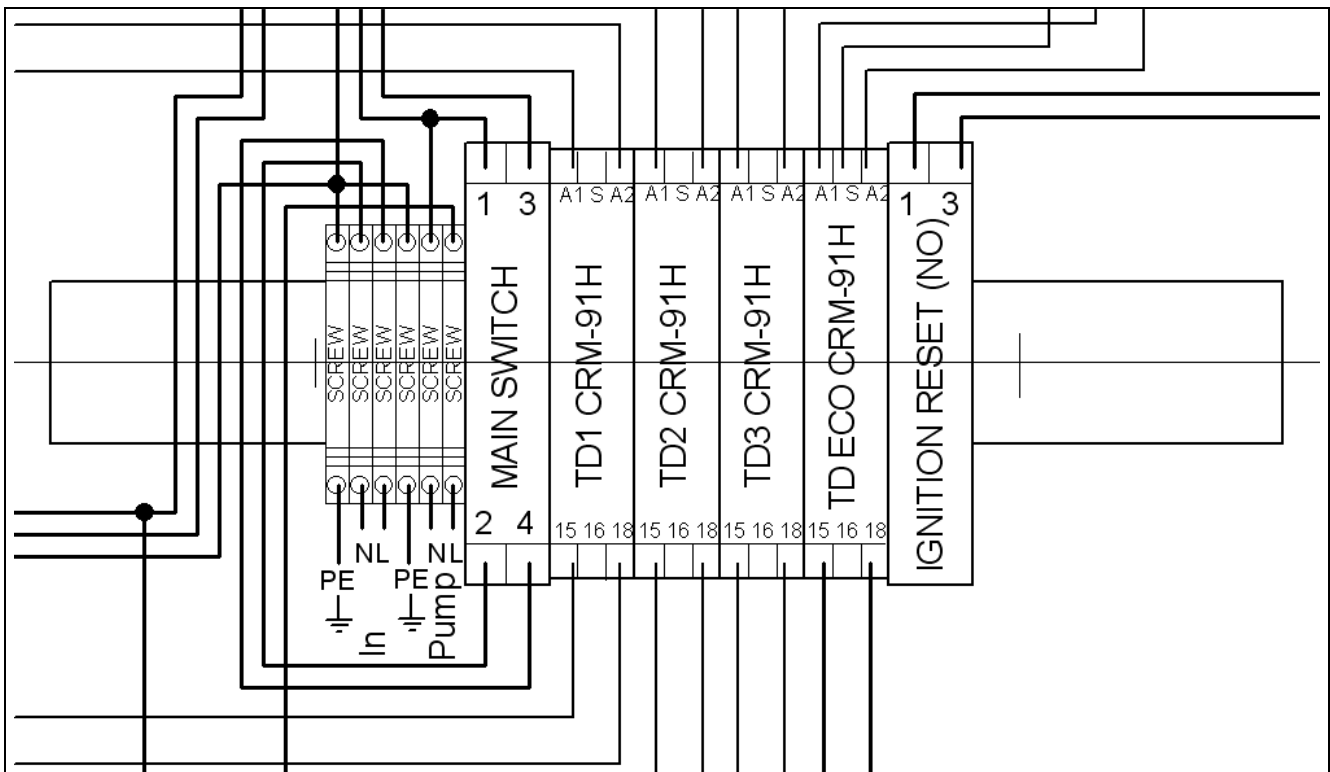 1 3
A1 S A2
A1 S A2
A1 S A2
A1 S A2
1 3
SCREW
SCREW
SCREW
SCREW
SCREW
SCREW
MAIN SWITCH
TD1 CRM-91H
TD2 CRM-91H
TD3 CRM-91H
TD ECO CRM-91H
IGNITION RESET (NO)
2 4
15 16 18
15 16 18
15 16 18
15 16 18
NL
NL
PE
PE
In
Pump